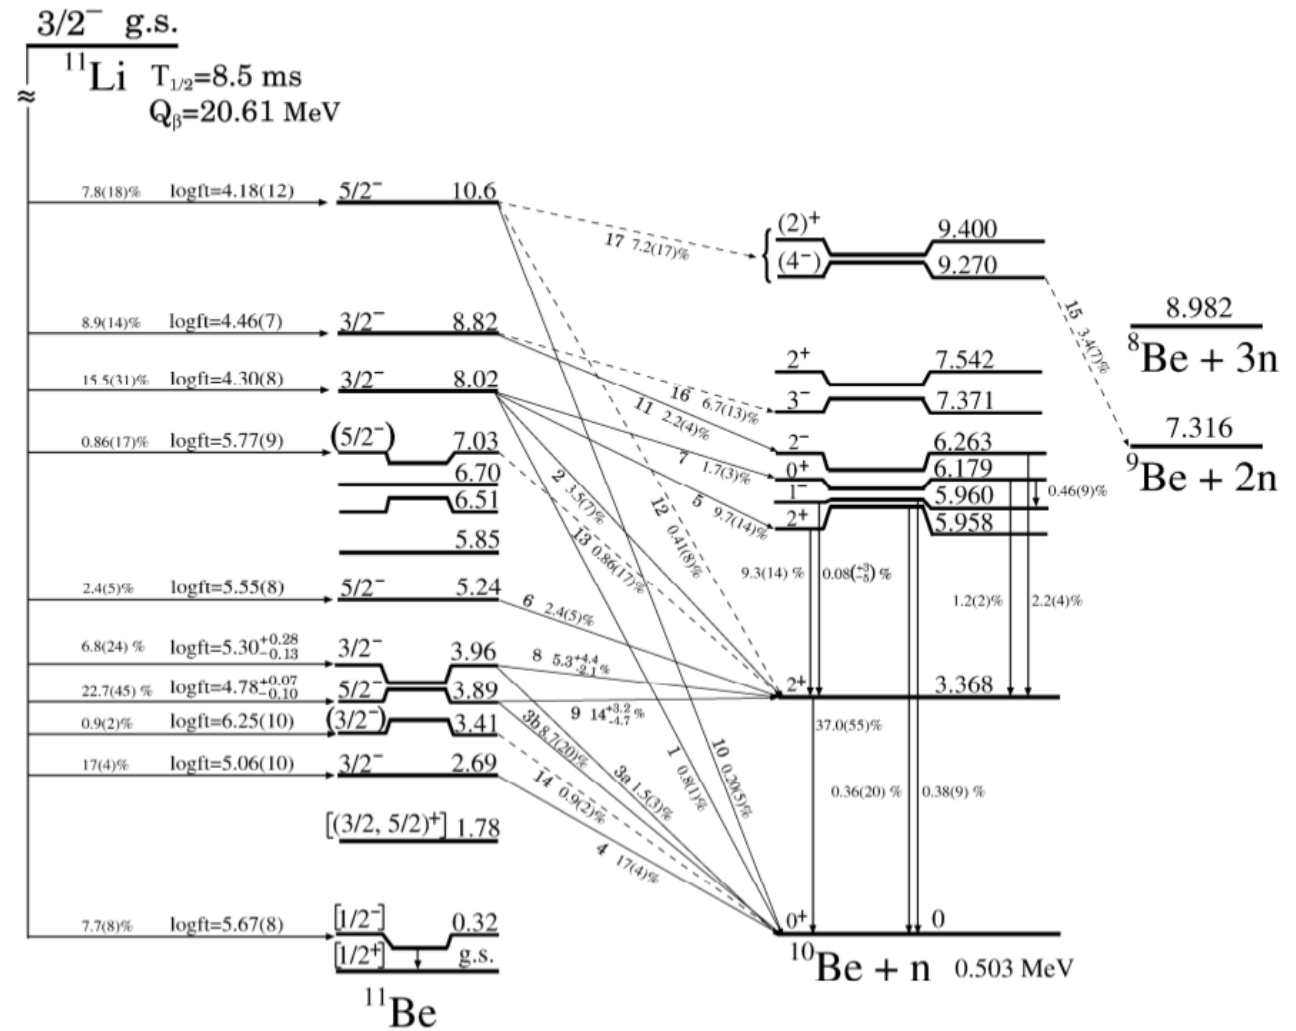 3/2⁻ g.s.
¹¹Li T₁/₂=8.5 ms
Qβ=20.61 MeV
≈
7.8(18)% logft=4.18(12) 5/2⁻ 10.6
8.9(14)% logft=4.46(7) 3/2⁻ 8.82
15.5(31)% logft=4.30(8) 3/2⁻ 8.02
0.86(17)% logft=5.77(9) (5/2⁻) 7.03
6.70
6.51
5.85
2.4(5)% logft=5.55(8) 5/2⁻ 5.24
6.8(24) % logft=5.30+0.28−0.13 3/2⁻ 3.96
22.7(45) % logft=4.78+0.07−0.10 5/2⁻ 3.89
0.9(2)% logft=6.25(10) (3/2⁻) 3.41
17(4)% logft=5.06(10) 3/2⁻ 2.69
[(3/2, 5/2)⁺] 1.78
7.7(8)% logft=5.67(8) [1/2⁻] 0.32
[1/2⁺] g.s.
¹¹Be
17 7.2(17)%
16 6.7(13)%
11 2.2(4)%
7 1.7(3)%
5 9.7(14)%
2 3.5(7)%
12 0.41(8)%
13 0.86(17)%
6 2.4(5)%
8 5.3+4.4−2.1%
9 14+3.2−4.7%
3b 8.7(20)%
3a 1.5(3)%
1 0.8(1)%
10 0.20(5)%
14 0.9(2)%
4 17(4)%
(2)⁺ 9.400
(4⁻) 9.270
2⁺ 7.542
3⁻ 7.371
2⁻ 6.263
0⁺ 6.179
1⁻ 5.960
2⁺ 5.958
0.46(9)%
9.3(14) % 0.08(+3−5) %
1.2(2)% 2.2(4)%
2⁺ 3.368
37.0(55)%
0.36(20) % 0.38(9) %
0⁺ 0
¹⁰Be + n 0.503 MeV
15 3.4(7)%
8.982
⁸Be + 3n
7.316
⁹Be + 2n